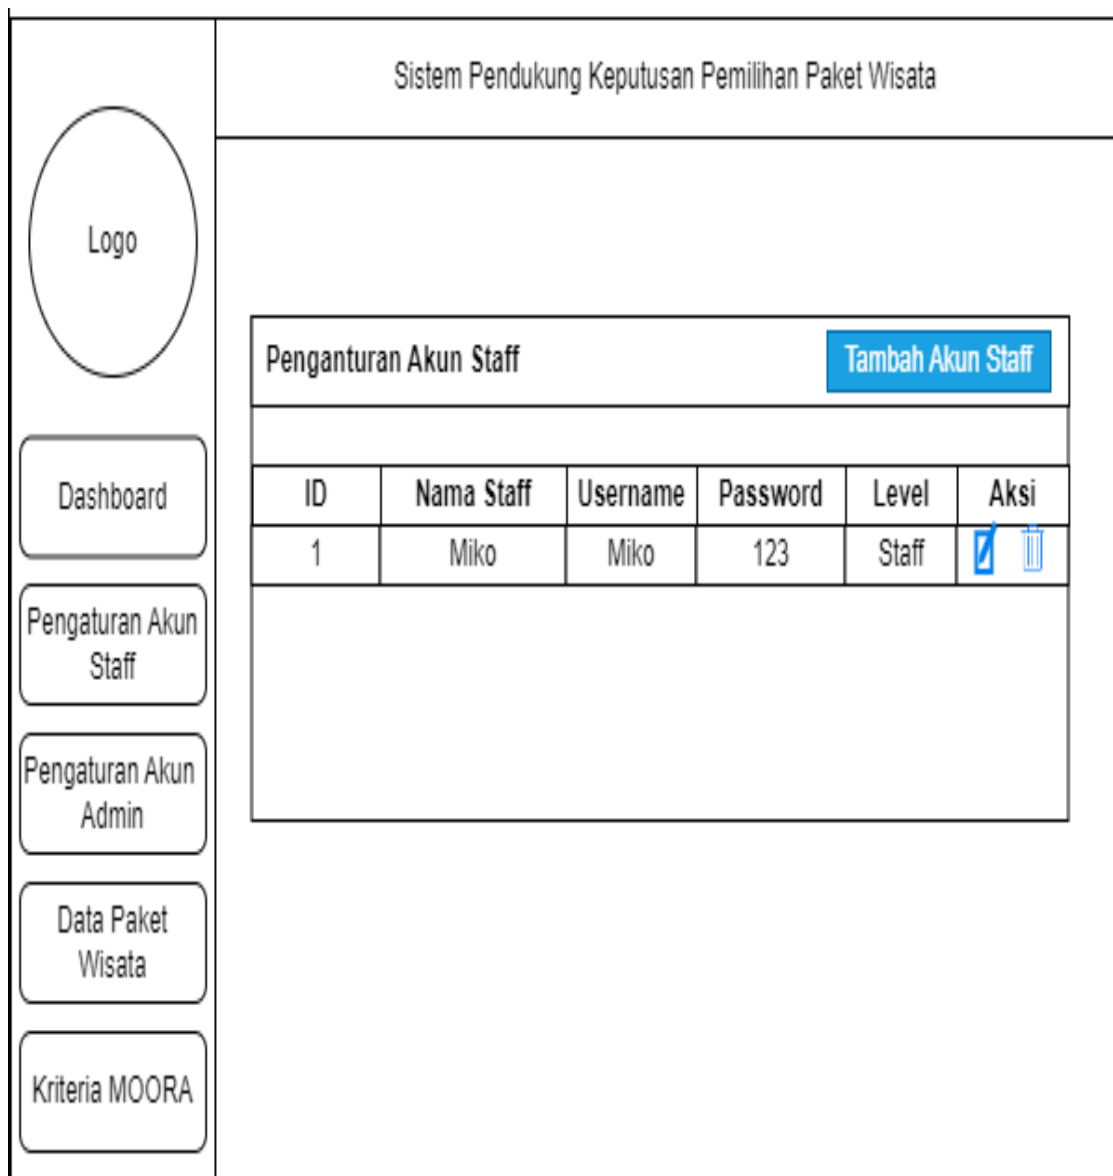 Sistem Pendukung Keputusan Pemilihan Paket Wisata
Logo
Dashboard
Pengaturan Akun
Staff
Pengaturan Akun
Admin
Data Paket
Wisata
Kriteria MOORA
Penganturan Akun Staff
Tambah Akun Staff
ID Nama Staff Username Password Level Aksi
1 Miko Miko 123 Staff